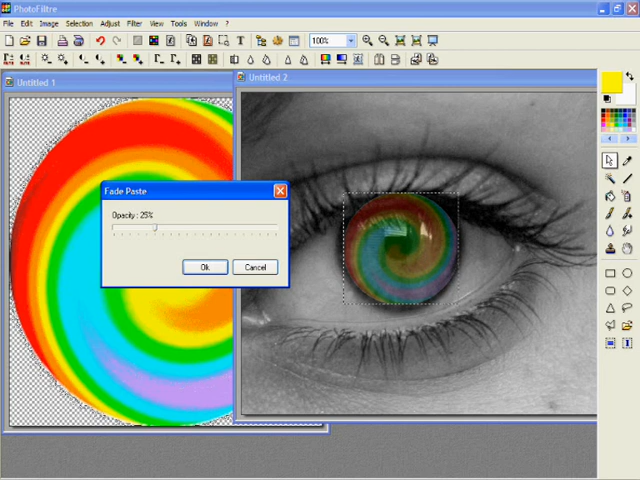 PhotoFiltre
File Edit Image Selection Adjust Filter View Tools Window ?
100%
Untitled 1
Untitled 2
Fade Paste
Opacity : 25%
Ok
Cancel